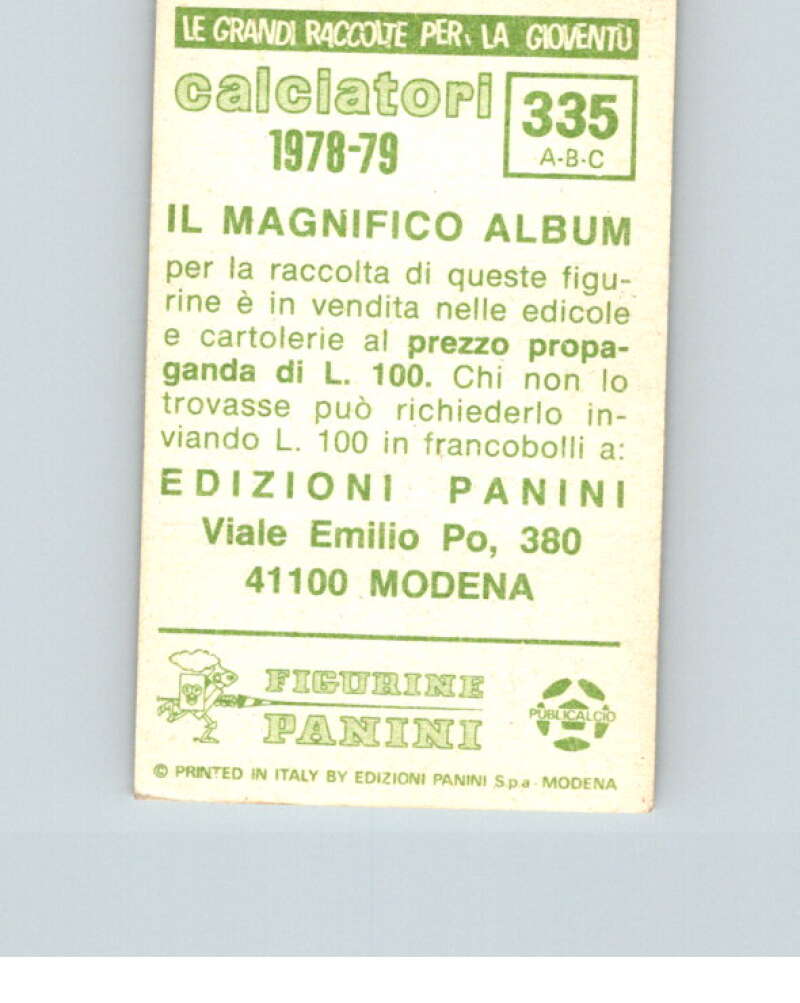 LE GRANDI RACCOLTE PER LA GIOVENTÙ
calciatori
1978-79
335
A-B-C
IL MAGNIFICO ALBUM
per la raccolta di queste figu-
rine è in vendita nelle edicole
e cartolerie al prezzo propa-
ganda di L. 100. Chi non lo
trovasse può richiederlo in-
viando L. 100 in francobolli a:
EDIZIONI PANINI
Viale Emilio Po, 380
41100 MODENA
FIGURINE
PANINI
PUBLICALCIO
© PRINTED IN ITALY BY EDIZIONI PANINI S.p.a - MODENA